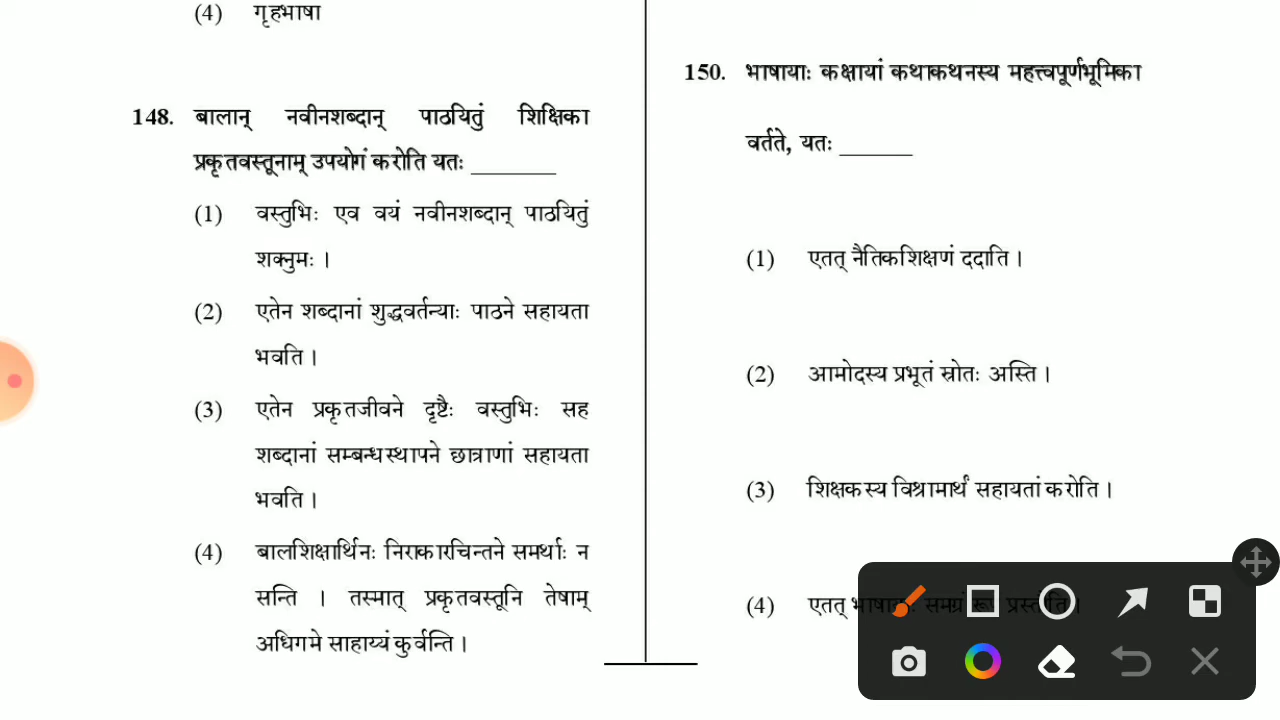 (4) गृहभाषा
148. बालान् नवीनशब्दान् पाठयितुं शिक्षिका
प्रकृतवस्तूनाम् उपयोगं करोति यतः ______
(1) वस्तुभिः एव वयं नवीनशब्दान् पाठयितुं
शक्नुमः ।
(2) एतेन शब्दानां शुद्धवर्तन्याः पाठने सहायता
भवति ।
(3) एतेन प्रकृतजीवने दृष्टैः वस्तुभिः सह
शब्दानां सम्बन्धस्थापने छात्राणां सहायता
भवति ।
(4) बालशिक्षार्थिनः निराकारचिन्तने समर्थाः न
सन्ति । तस्मात् प्रकृतवस्तूनि तेषाम्
अधिगमे साहाय्यं कुर्वन्ति ।
150. भाषायाः कक्षायां कथाकथनस्य महत्त्वपूर्णभूमिका
वर्तते, यतः ______
(1) एतत् नैतिकशिक्षणं ददाति ।
(2) आमोदस्य प्रभूतं स्रोतः अस्ति ।
(3) शिक्षकस्य विश्रामार्थं सहायतां करोति ।
(4) एतत् समग्रं रूपं प्रस्तौति ।